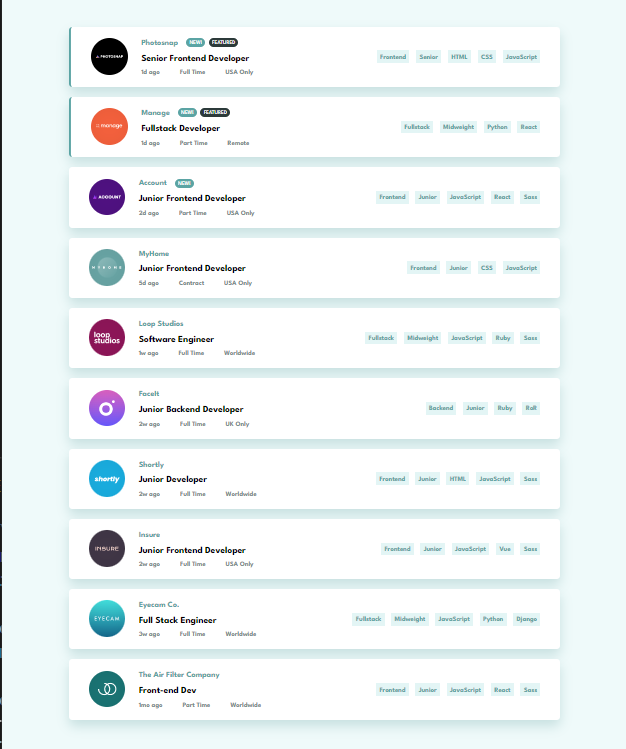 Photosnap NEW! FEATURED
PHOTOSNAP
Senior Frontend Developer
Frontend Senior HTML CSS JavaScript
1d ago Full Time USA Only
Manage NEW! FEATURED
manage
Fullstack Developer
Fullstack Midweight Python React
1d ago Part Time Remote
Account NEW!
ACCOUNT
Junior Frontend Developer
Frontend Junior JavaScript React Sass
2d ago Part Time USA Only
MyHome
MYHOME
Junior Frontend Developer
Frontend Junior CSS JavaScript
5d ago Contract USA Only
Loop Studios
loop
studios
Software Engineer
Fullstack Midweight JavaScript Ruby Sass
1w ago Full Time Worldwide
FaceIt
Junior Backend Developer
Backend Junior Ruby RoR
2w ago Full Time UK Only
Shortly
shortly
Junior Developer
Frontend Junior HTML JavaScript Sass
2w ago Full Time Worldwide
Insure
INSURE
Junior Frontend Developer
Frontend Junior JavaScript Vue Sass
2w ago Full Time USA Only
Eyecam Co.
EYECAM
Full Stack Engineer
Fullstack Midweight JavaScript Python Django
3w ago Full Time Worldwide
The Air Filter Company
Front-end Dev
Frontend Junior JavaScript React Sass
1mo ago Part Time Worldwide